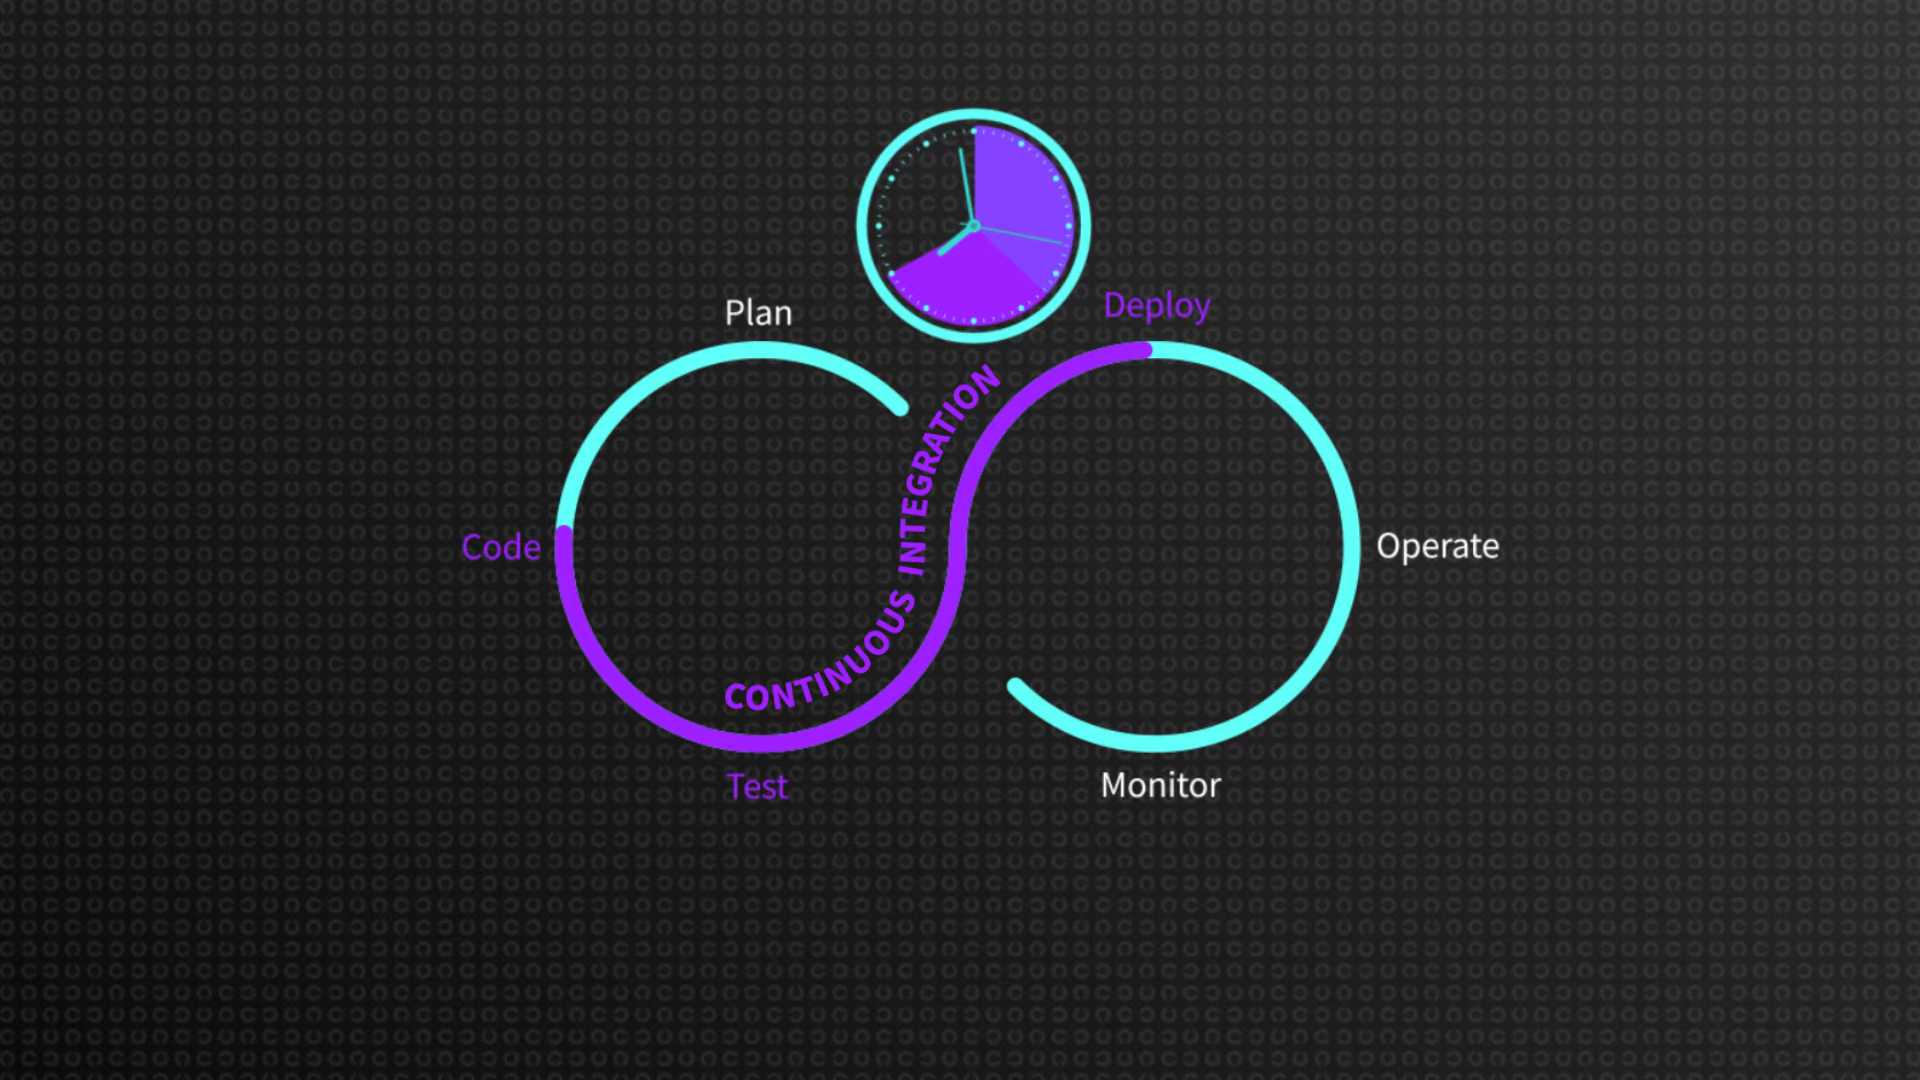 Plan
Deploy
CONTINUOUS INTEGRATION
Code
Operate
Test
Monitor